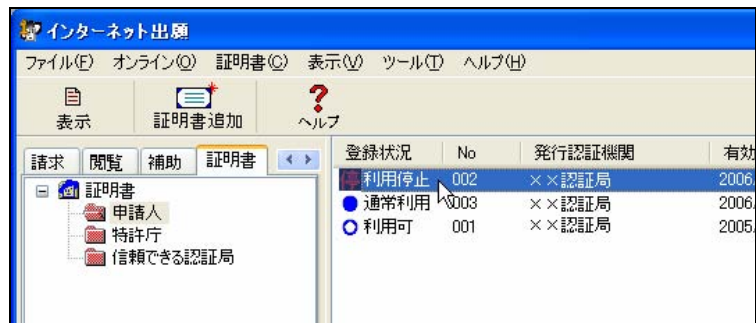 インターネット出願
ファイル(F) オンライン(O) 証明書(C) 表示(V) ツール(T) ヘルプ(H)
表示 証明書追加 ヘルプ
請求 閲覧 補助 証明書
登録状況 No 発行認証機関 有効
停 利用停止 002 ××認証局 2006.
通常利用 003 ××認証局 2006.
利用可 001 ××認証局 2005.
証明書
申請人
特許庁
信頼できる認証局